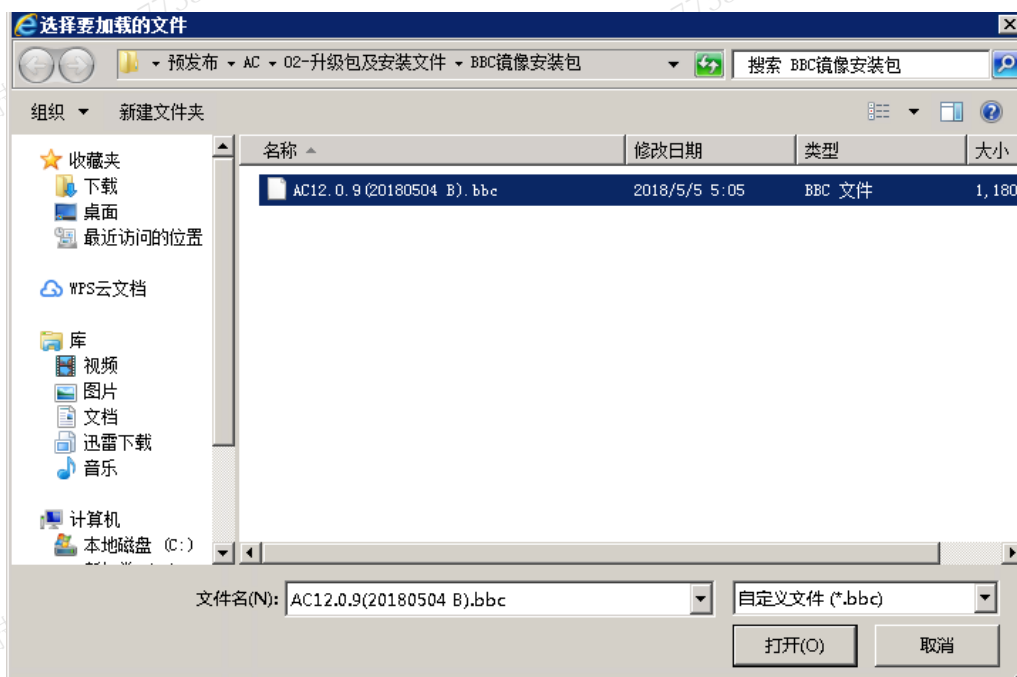 选择要加载的文件
预发布 AC 02-升级包及安装文件 BBC镜像安装包
搜索 BBC镜像安装包
组织 新建文件夹
名称 修改日期 类型 大小
AC12.0.9(20180504 B).bbc 2018/5/5 5:05 BBC 文件 1,180
收藏夹
下载
桌面
最近访问的位置
WPS云文档
库
视频
图片
文档
迅雷下载
音乐
计算机
本地磁盘 (C:)
文件名(N): AC12.0.9(20180504 B).bbc 自定义文件 (*.bbc)
打开(O) 取消